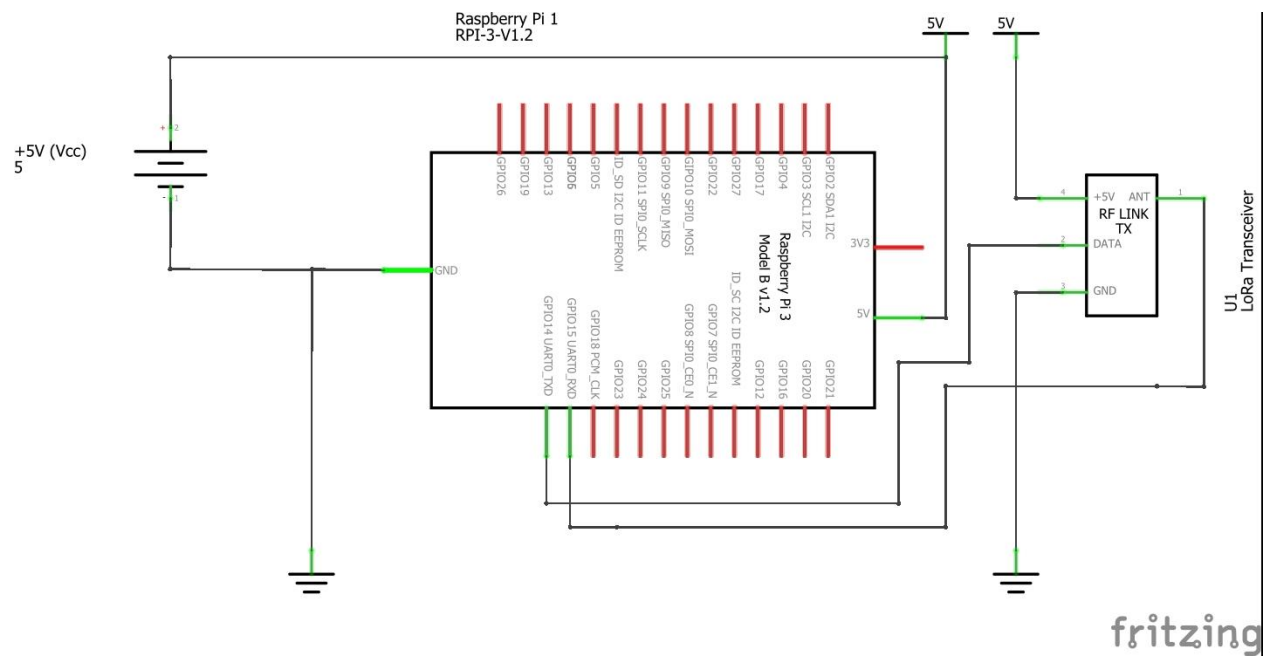 Raspberry Pi 1
RPI-3-V1.2
5V
5V
+5V (Vcc)
5
+ 2
- 1
GPIO26
GPIO19
GPIO13
GPIO6
GPIO5
ID_SD I2C ID EEPROM
GPIO11 SPI0_SCLK
GPIO9 SPI0_MISO
GIPO10 SPI0_MOSI
GPIO22
GPIO27
GPIO17
GPIO4
GPIO3 SCL1 I2C
GPIO2 SDA1 I2C
Raspberry Pi 3
Model B v1.2
3V3
GND
5V
GPIO14 UART0_TXD
GPIO15 UART0_RXD
GPIO18 PCM_CLK
GPIO23
GPIO24
GPIO25
GPIO8 SPI0_CE0_N
GPIO7 SPI0_CE1_N
ID_SC I2C ID EEPROM
GPIO12
GPIO16
GPIO20
GPIO21
4 +5V ANT 1
RF LINK
TX
2 DATA
3 GND
U1
LoRa Transceiver
fritzing